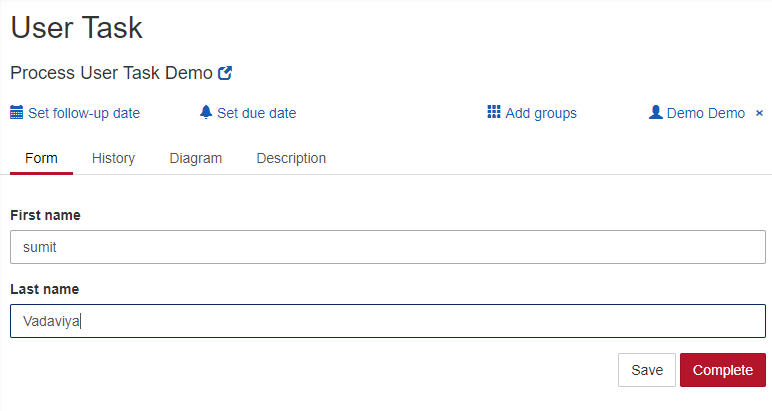 User Task
Process User Task Demo
Set follow-up date Set due date Add groups Demo Demo ×
Form History Diagram Description
First name
sumit
Last name
Vadaviya
Save Complete